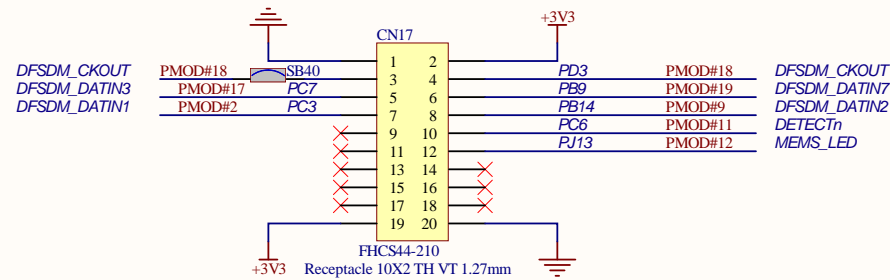 +3V3
CN17
1 2
DFSDM_CKOUT PMOD#18 SB40 3 4 PD3 PMOD#18 DFSDM_CKOUT
DFSDM_DATIN3 PMOD#17 PC7 5 6 PB9 PMOD#19 DFSDM_DATIN7
DFSDM_DATIN1 PMOD#2 PC3 7 8 PB14 PMOD#9 DFSDM_DATIN2
9 10 PC6 PMOD#11 DETECTn
11 12 PJ13 PMOD#12 MEMS_LED
13 14
15 16
17 18
19 20
FHCS44-210
+3V3 Receptacle 10X2 TH VT 1.27mm